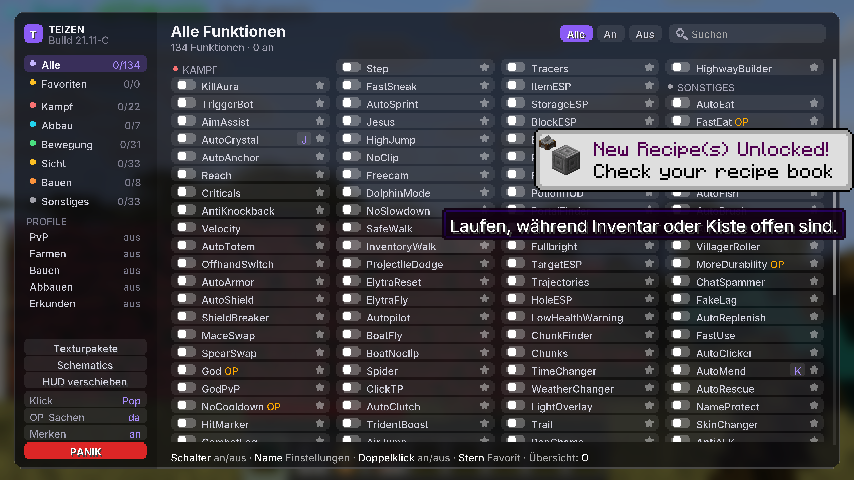 TEIZEN
Build 21.11-C
Alle 0/134
Favoriten 0/0
Kampf 0/22
Abbau 0/7
Bewegung 0/31
Sicht 0/33
Bauen 0/8
Sonstiges 0/33
PROFILE
PvP aus
Farmen aus
Bauen aus
Abbauen aus
Erkunden aus
Texturpakete
Schematics
HUD verschieben
Klick Pop
OP-Sachen da
Merken an
PANIK
Alle Funktionen
134 Funktionen · 0 an
Alle An Aus
Suchen
KAMPF
KillAura
TriggerBot
AimAssist
AutoCrystal J
AutoAnchor
Reach
Criticals
AntiKnockback
Velocity
AutoTotem
OffhandSwitch
AutoArmor
AutoShield
ShieldBreaker
MaceSwap
SpearSwap
God OP
GodPvP
NoCooldown OP
HitMarker
Step
FastSneak
AutoSprint
Jesus
HighJump
NoClip
Freecam
DolphinMode
NoSlowdown
SafeWalk
InventoryWalk
ProjectileDodge
ElytraReset
ElytraFly
Autopilot
BoatFly
BoatNoclip
Spider
ClickTP
AutoClutch
TridentBoost
AirJump
Tracers
ItemESP
StorageESP
BlockESP
Fullbright
TargetESP
Trajectories
HoleESP
LowHealthWarning
ChunkFinder
Chunks
TimeChanger
WeatherChanger
LightOverlay
Trail
HighwayBuilder
SONSTIGES
AutoEat
FastEat OP
AutoFish
VillagerRoller
MoreDurability OP
ChatSpammer
FakeLag
AutoReplenish
FastUse
AutoClicker
AutoMend K
AutoRescue
NameProtect
SkinChanger
AntiAFK
New Recipe(s) Unlocked!
Check your recipe book
Laufen, während Inventar oder Kiste offen sind.
Schalter an/aus · Name Einstellungen · Doppelklick an/aus · Stern Favorit · Übersicht: O